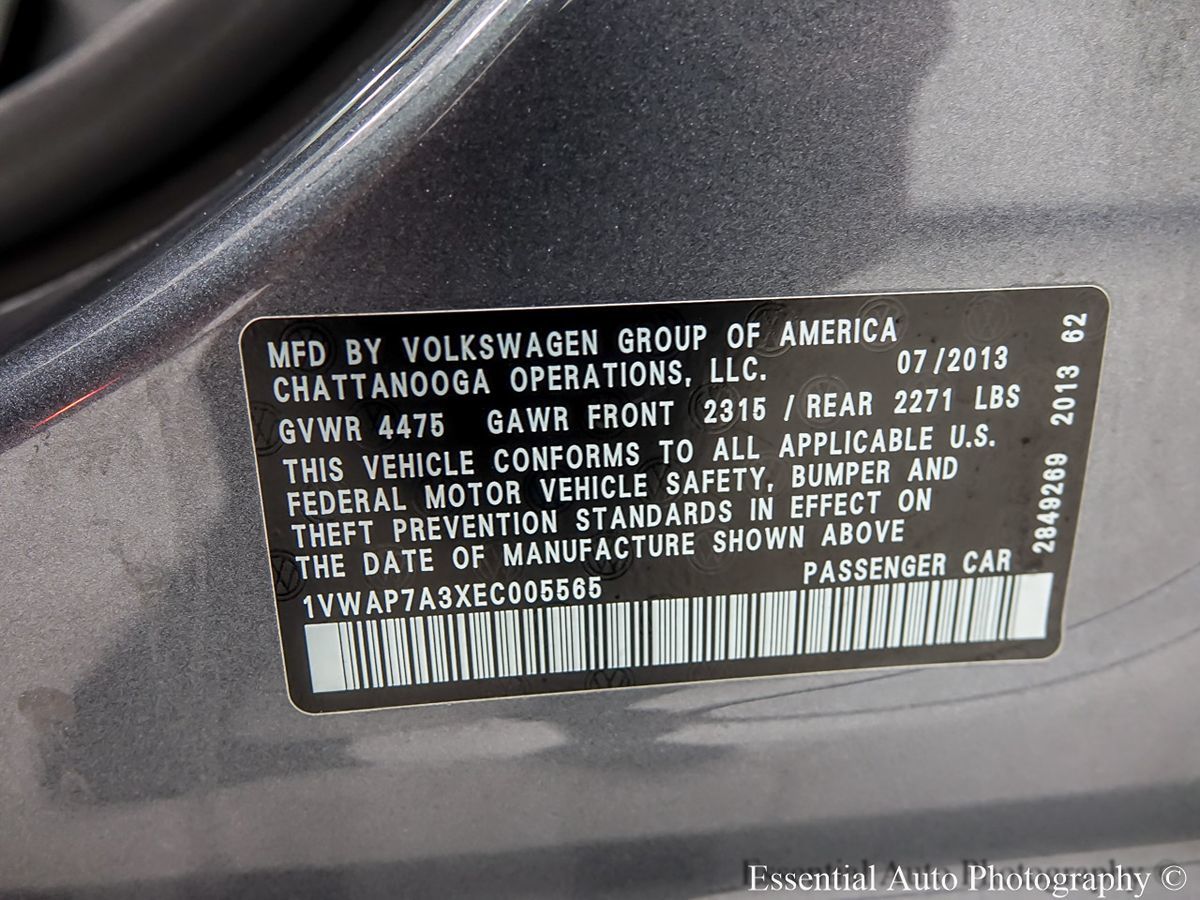 MFD BY VOLKSWAGEN GROUP OF AMERICA
CHATTANOOGA OPERATIONS, LLC. 07/2013
GVWR 4475 GAWR FRONT 2315 / REAR 2271 LBS
THIS VEHICLE CONFORMS TO ALL APPLICABLE U.S.
FEDERAL MOTOR VEHICLE SAFETY, BUMPER AND
THEFT PREVENTION STANDARDS IN EFFECT ON
THE DATE OF MANUFACTURE SHOWN ABOVE
PASSENGER CAR
1VWAP7A3XEC005565
2849269 2013 62
Essential Auto Photography ©